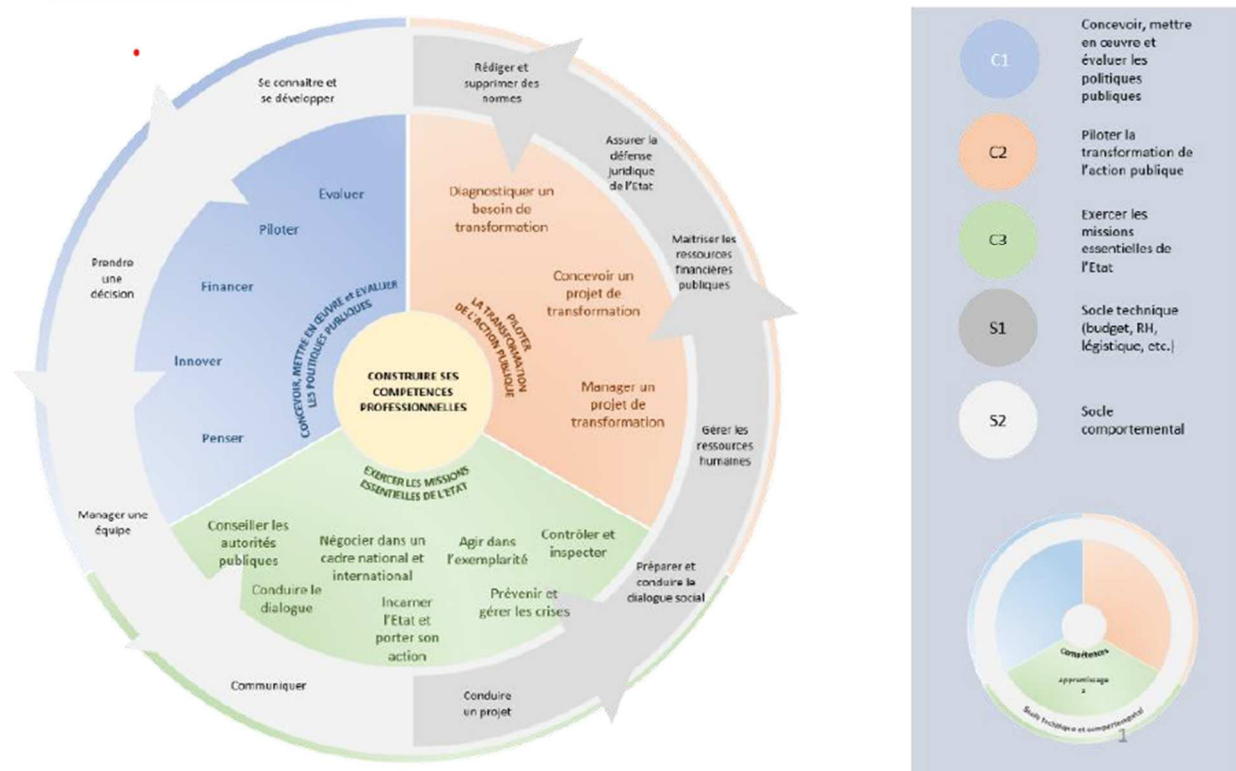 Se connaître et
se développer
Rédiger et
supprimer des
normes
Assurer la
défense
juridique
de l'Etat
Maitriser les
ressources
financières
publiques
Gérer les
ressources
humaines
Préparer et
conduire le
dialogue social
Conduire
un projet
Communiquer
Manager une
équipe
Prendre
une
décision
Evaluer
Piloter
Financer
Innover
Penser
CONCEVOIR, METTRE EN ŒUVRE et EVALUER
LES POLITIQUES PUBLIQUES
Diagnostiquer un
besoin de
transformation
Concevoir un
projet de
transformation
Manager un
projet de
transformation
PILOTER
LA TRANSFORMATION
DE L'ACTION PUBLIQUE
CONSTRUIRE SES
COMPETENCES
PROFESSIONNELLES
EXERCER LES MISSIONS
ESSENTIELLES DE L'ETAT
Conseiller les
autorités
publiques
Négocier dans un
cadre national et
international
Agir dans
l'exemplarité
Contrôler et
inspecter
Conduire le
dialogue
Incarner
l'Etat et
porter son
action
Prévenir et
gérer les crises
C1
Concevoir, mettre
en œuvre et
évaluer les
politiques
publiques
C2
Piloter la
transformation de
l'action publique
C3
Exercer les
missions
essentielles de
l'Etat
S1
Socle technique
(budget, RH,
légistique, etc.)
S2
Socle
comportemental
Compétences
apprentissage
s
Socle technique et comportemental
1